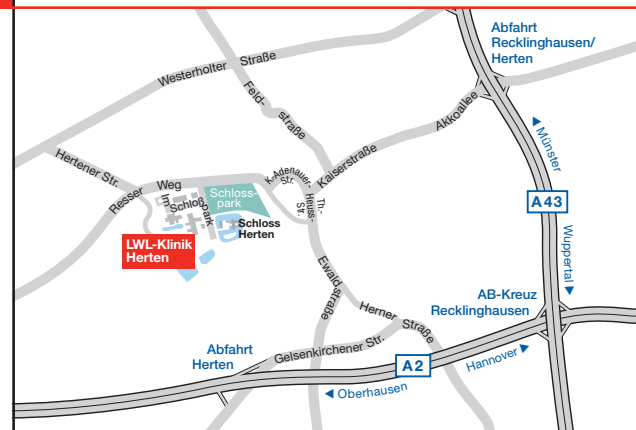 Abfahrt
Recklinghausen/
Herten
Westerholter Straße
Feld-
straße
Akkoallee
Münster
Hertener Str.
Kaiserstraße
K.-Adenauer-
Str.
Resser Weg
Im Schloßpark
Schloss-
park
Th.-
Heuss-
Str.
A43
Schloss
Herten
LWL-Klinik
Herten
Wuppertal
Ewaldstraße
AB-Kreuz
Recklinghausen
Herner Straße
Abfahrt
Herten
Gelsenkirchener Str.
A2
Hannover
Oberhausen